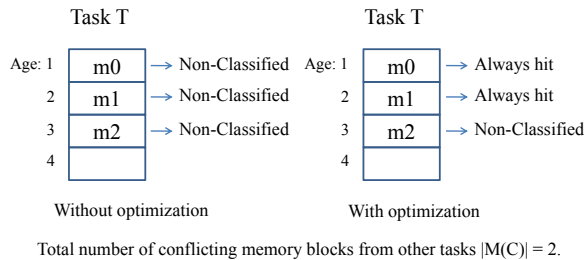 Task T Task T
Age: 1 m0 Non-Classified Age: 1 m0 Always hit
2 m1 Non-Classified 2 m1 Always hit
3 m2 Non-Classified 3 m2 Non-Classified
4 4
Without optimization With optimization
Total number of conflicting memory blocks from other tasks |M(C)| = 2.